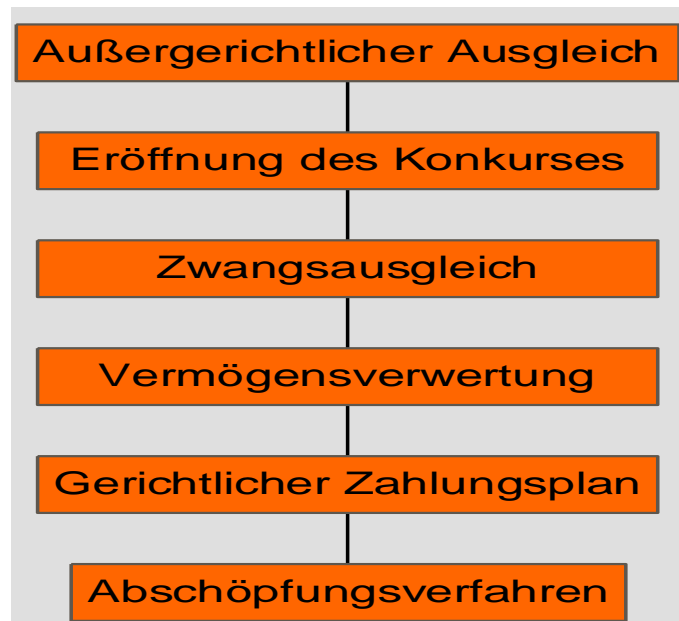 Außergerichtlicher Ausgleich
Eröffnung des Konkurses
Zwangsausgleich
Vermögensverwertung
Gerichtlicher Zahlungsplan
Abschöpfungsverfahren